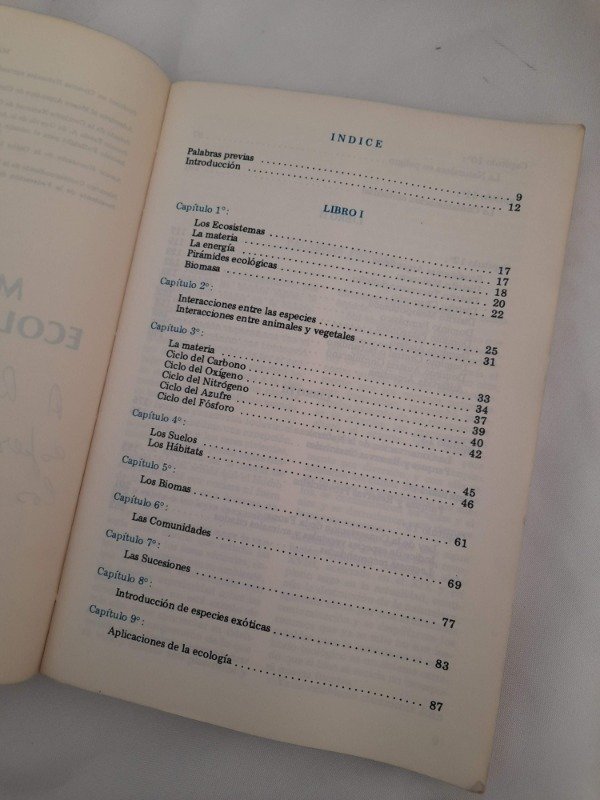 M
ECOL
INDICE
Palabras previas ........ 9
Introducción ........ 12
LIBRO I
Capítulo 1°:
Los Ecosistemas ........ 17
La materia ........ 17
La energía ........ 18
Pirámides ecológicas ........ 20
Biomasa ........ 22
Capítulo 2°:
Interacciones entre las especies ........ 25
Interacciones entre animales y vegetales ........ 31
Capítulo 3°:
La materia ........ 33
Ciclo del Carbono ........ 34
Ciclo del Oxígeno ........ 37
Ciclo del Nitrógeno ........ 39
Ciclo del Azufre ........ 40
Ciclo del Fósforo ........ 42
Capítulo 4°:
Los Suelos ........ 45
Los Hábitats ........ 46
Capítulo 5°:
Los Biomas ........ 61
Capítulo 6°:
Las Comunidades ........ 69
Capítulo 7°:
Las Sucesiones ........ 77
Capítulo 8°:
Introducción de especies exóticas ........ 83
Capítulo 9°:
Aplicaciones de la ecología ........ 87